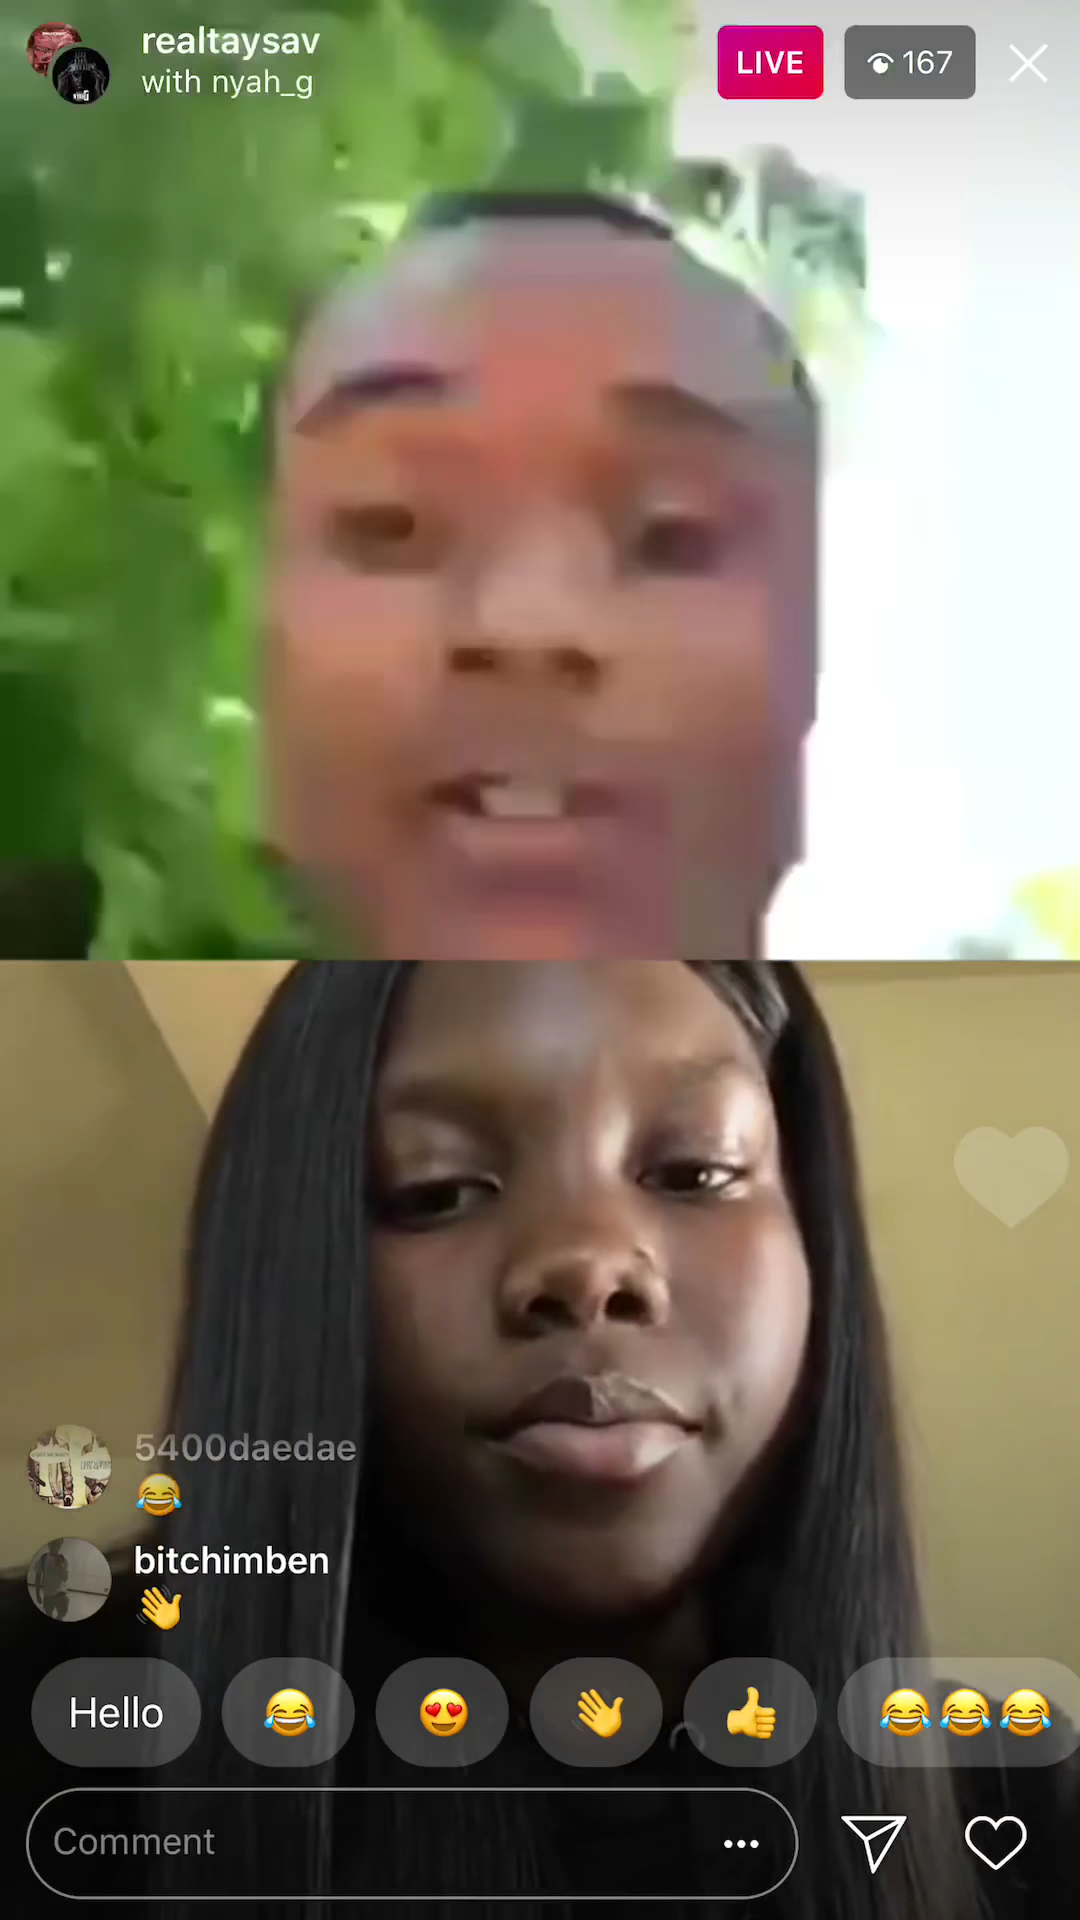 realtaysav
with nyah_g
LIVE
167
5400daedae
😂
bitchimben
👋
Hello 😂 😍 👋 👍 😂😂😂
Comment